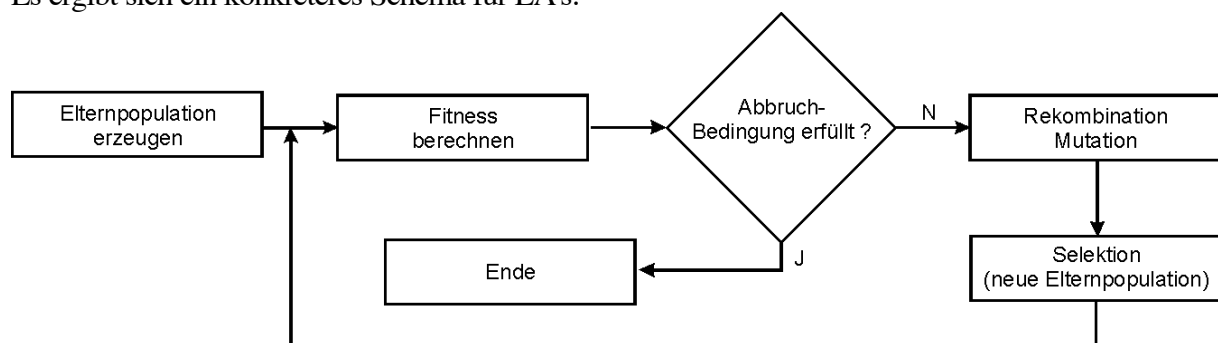 Es ergibt sich ein konkreteres Schema für EA's:
Elternpopulation
erzeugen
Fitness
berechnen
Abbruch-
Bedingung erfüllt ?
N
Rekombination
Mutation
J
Ende
Selektion
(neue Elternpopulation)